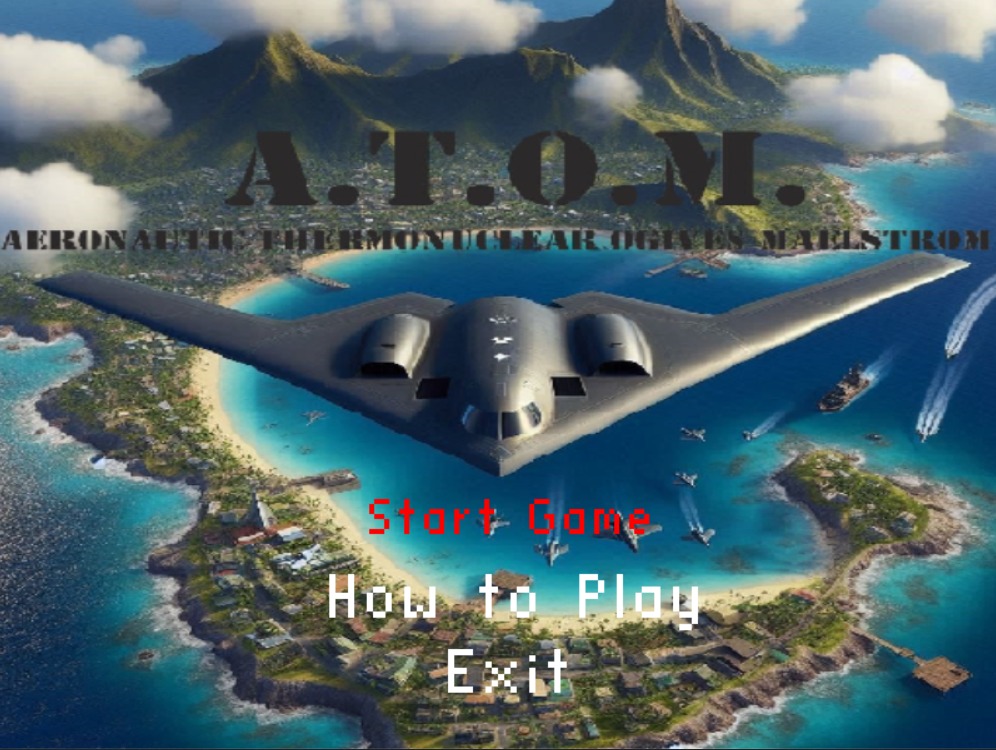 A.T.O.M.
AERONAUTIC THERMONUCLEAR OGIVES MAELSTROM
Start Game
How to Play
Exit